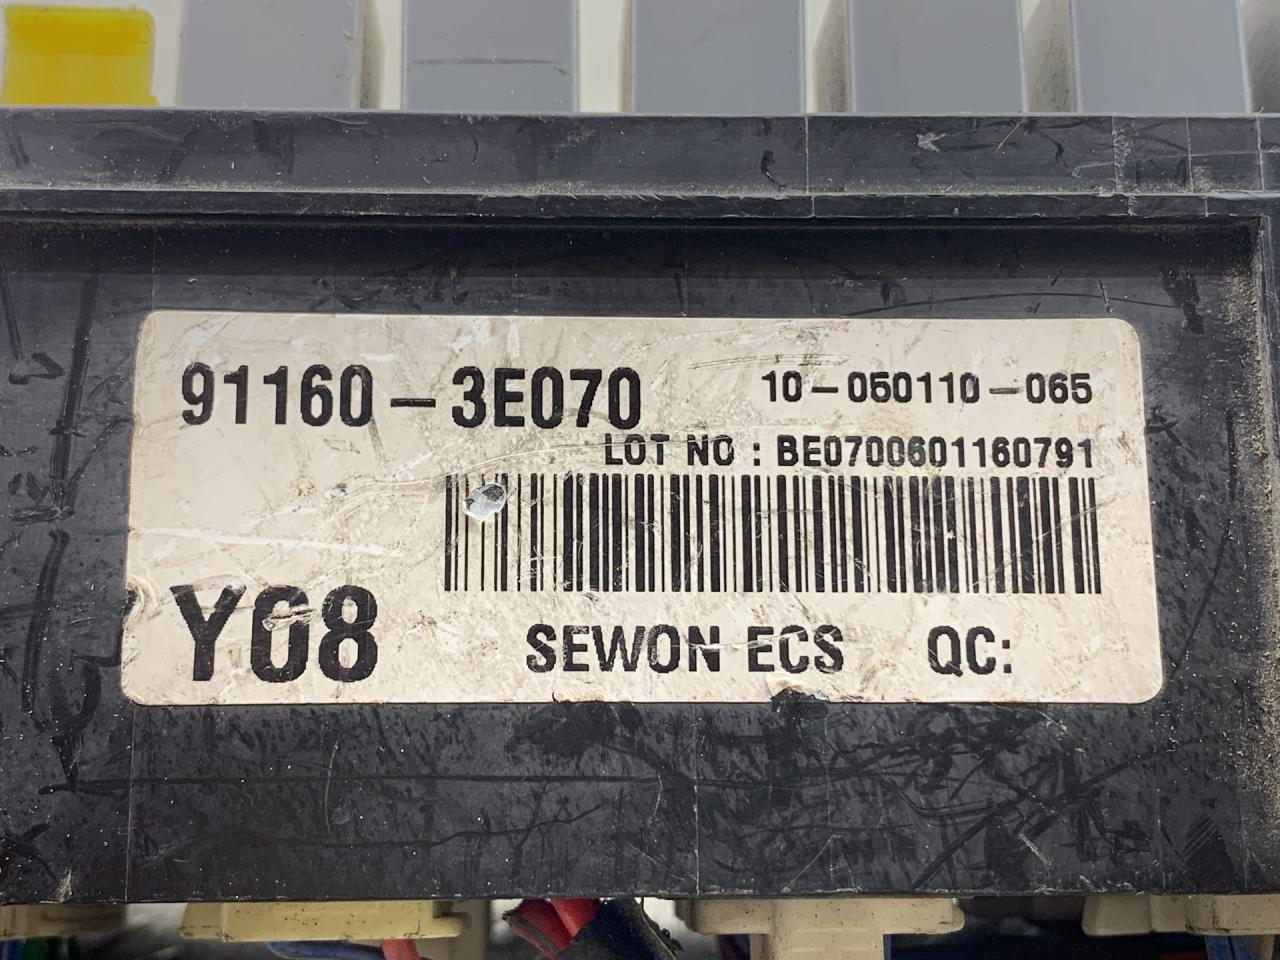 91160-3E070 10-050110-065
LOT NO : BE0700601160791
Y08 SEWON ECS QC: